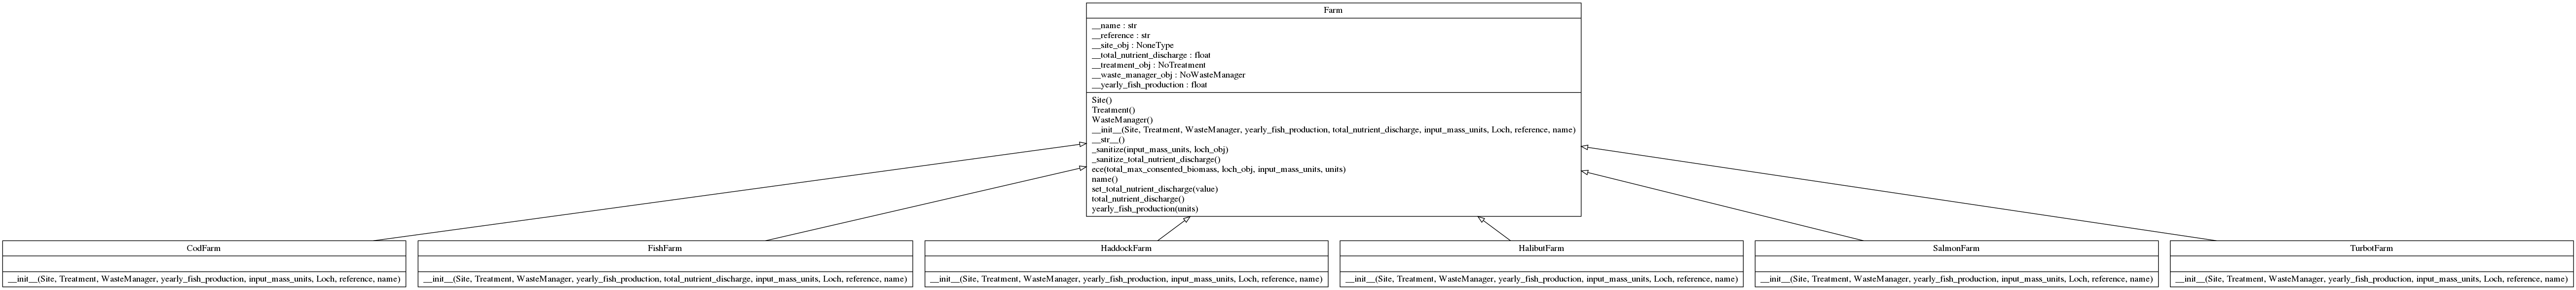 Farm
__name : str
__reference : str
__site_obj : NoneType
__total_nutrient_discharge : float
__treatment_obj : NoTreatment
__waste_manager_obj : NoWasteManager
__yearly_fish_production : float
Site()
Treatment()
WasteManager()
__init__(Site, Treatment, WasteManager, yearly_fish_production, total_nutrient_discharge, input_mass_units, Loch, reference, name)
__str__()
_sanitize(input_mass_units, loch_obj)
_sanitize_total_nutrient_discharge()
ece(total_max_consented_biomass, loch_obj, input_mass_units, units)
name()
set_total_nutrient_discharge(value)
total_nutrient_discharge()
yearly_fish_production(units)
CodFarm
__init__(Site, Treatment, WasteManager, yearly_fish_production, input_mass_units, Loch, reference, name)
FishFarm
__init__(Site, Treatment, WasteManager, yearly_fish_production, total_nutrient_discharge, input_mass_units, Loch, reference, name)
HaddockFarm
__init__(Site, Treatment, WasteManager, yearly_fish_production, input_mass_units, Loch, reference, name)
HalibutFarm
__init__(Site, Treatment, WasteManager, yearly_fish_production, input_mass_units, Loch, reference, name)
SalmonFarm
__init__(Site, Treatment, WasteManager, yearly_fish_production, input_mass_units, Loch, reference, name)
TurbotFarm
__init__(Site, Treatment, WasteManager, yearly_fish_production, input_mass_units, Loch, reference, name)